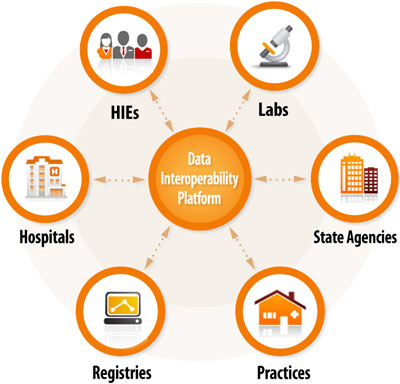 HIEs
Labs
Data
Interoperability
Platform
Hospitals
H
State Agencies
Registries
Practices